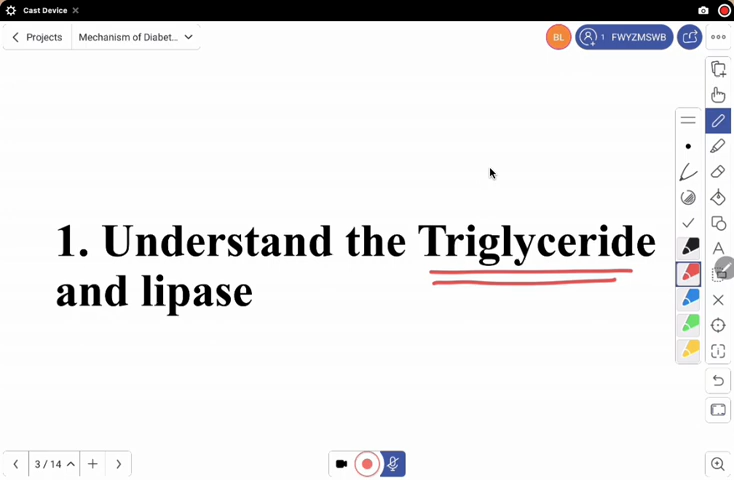 Cast Device
Projects
Mechanism of Diabet...
BL
1 FWYZMSWB
1. Understand the Triglyceride
and lipase
A
3 / 14